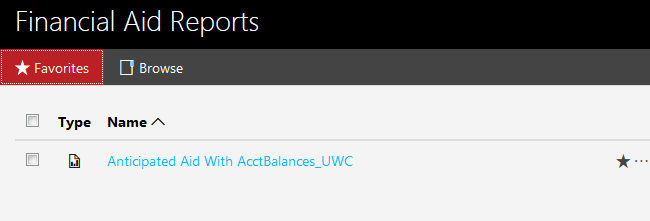 Financial Aid Reports
Favorites Browse
Type Name
Anticipated Aid With AcctBalances_UWC